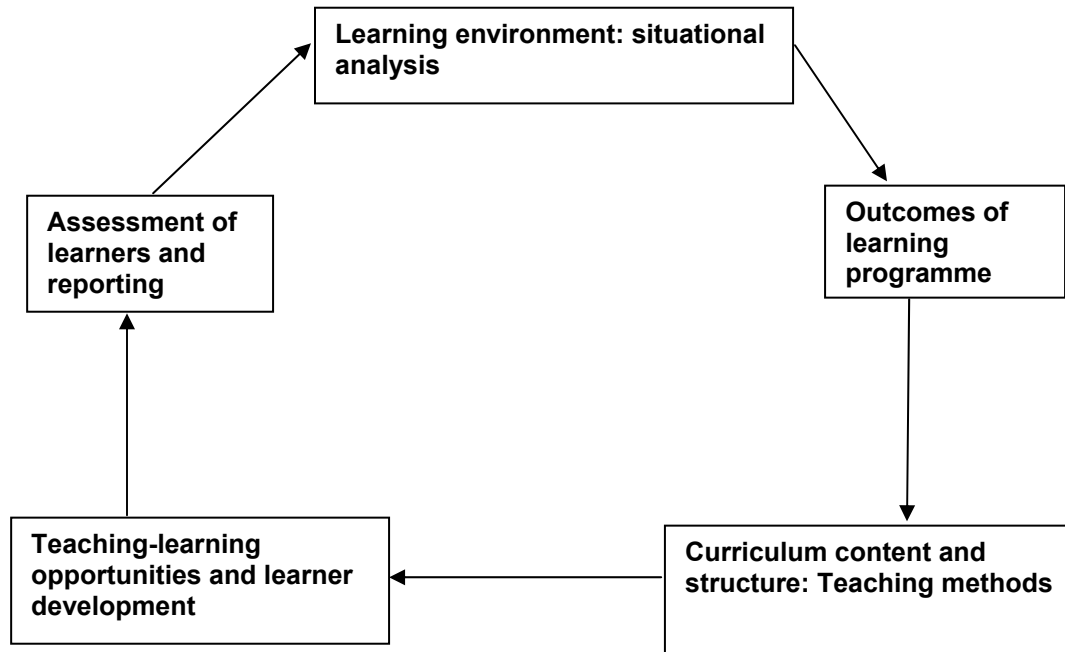 Learning environment: situational
analysis
Outcomes of
learning
programme
Curriculum content and
structure: Teaching methods
Teaching-learning
opportunities and learner
development
Assessment of
learners and
reporting